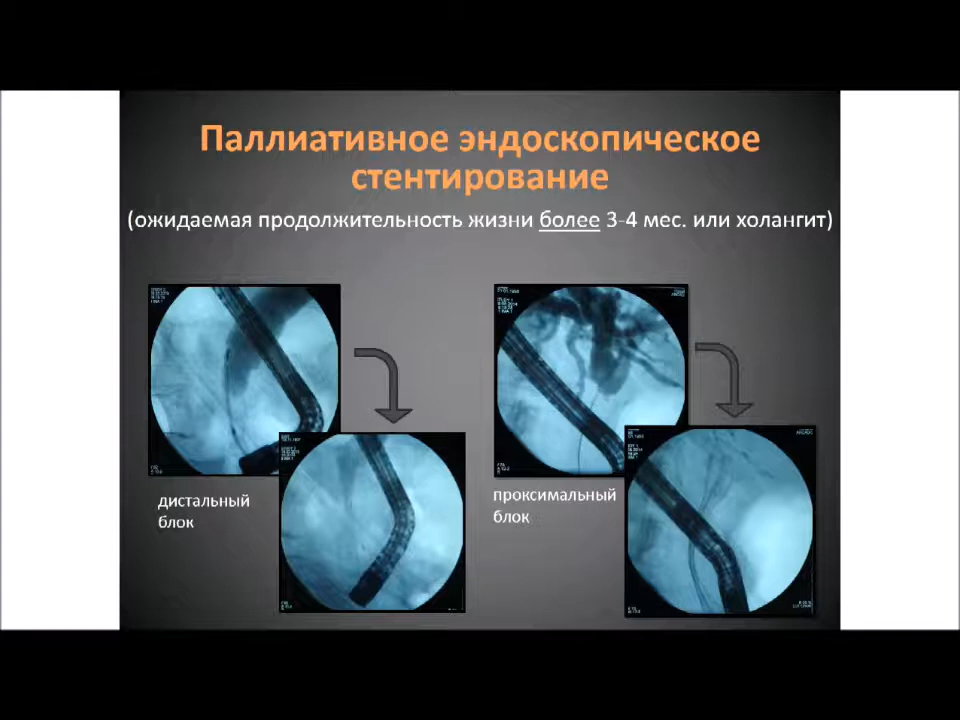 Паллиативное эндоскопическое
стентирование
(ожидаемая продолжительность жизни более 3-4 мес. или холангит)
дистальный
блок
проксимальный
блок